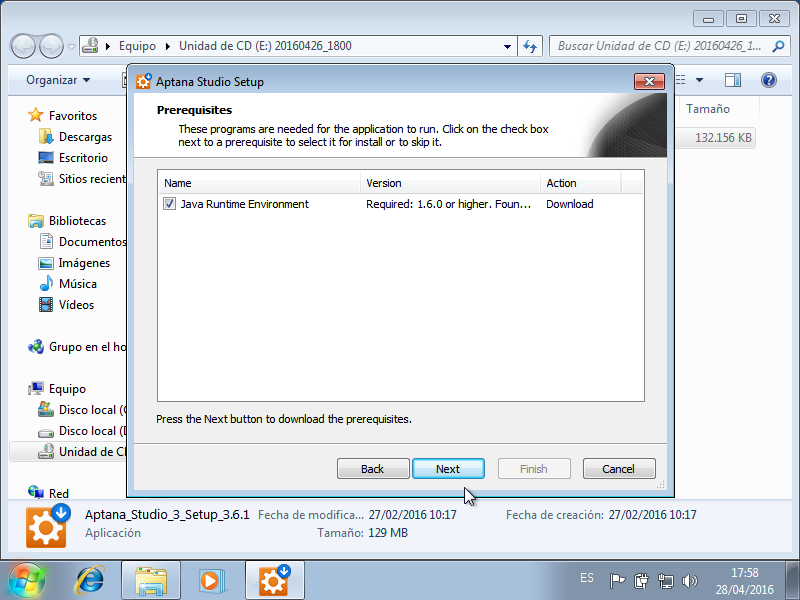 Equipo
Unidad de CD (E:) 20160426_1800
Buscar Unidad de CD (E:) 20160426_1...
Organizar
Aptana Studio Setup
Prerequisites
These programs are needed for the application to run. Click on the check box
next to a prerequisite to select it for install or to skip it.
Tamaño
132.156 KB
Favoritos
Descargas
Escritorio
Sitios recient
Bibliotecas
Documentos
Imágenes
Música
Vídeos
Grupo en el ho
Equipo
Disco local (
Disco local (
Unidad de C
Red
Name Version Action
Java Runtime Environment Required: 1.6.0 or higher. Foun... Download
Press the Next button to download the prerequisites.
Back Next Finish Cancel
Aptana_Studio_3_Setup_3.6.1 Fecha de modifica... 27/02/2016 10:17 Fecha de creación: 27/02/2016 10:17
Aplicación Tamaño: 129 MB
ES
17:58
28/04/2016